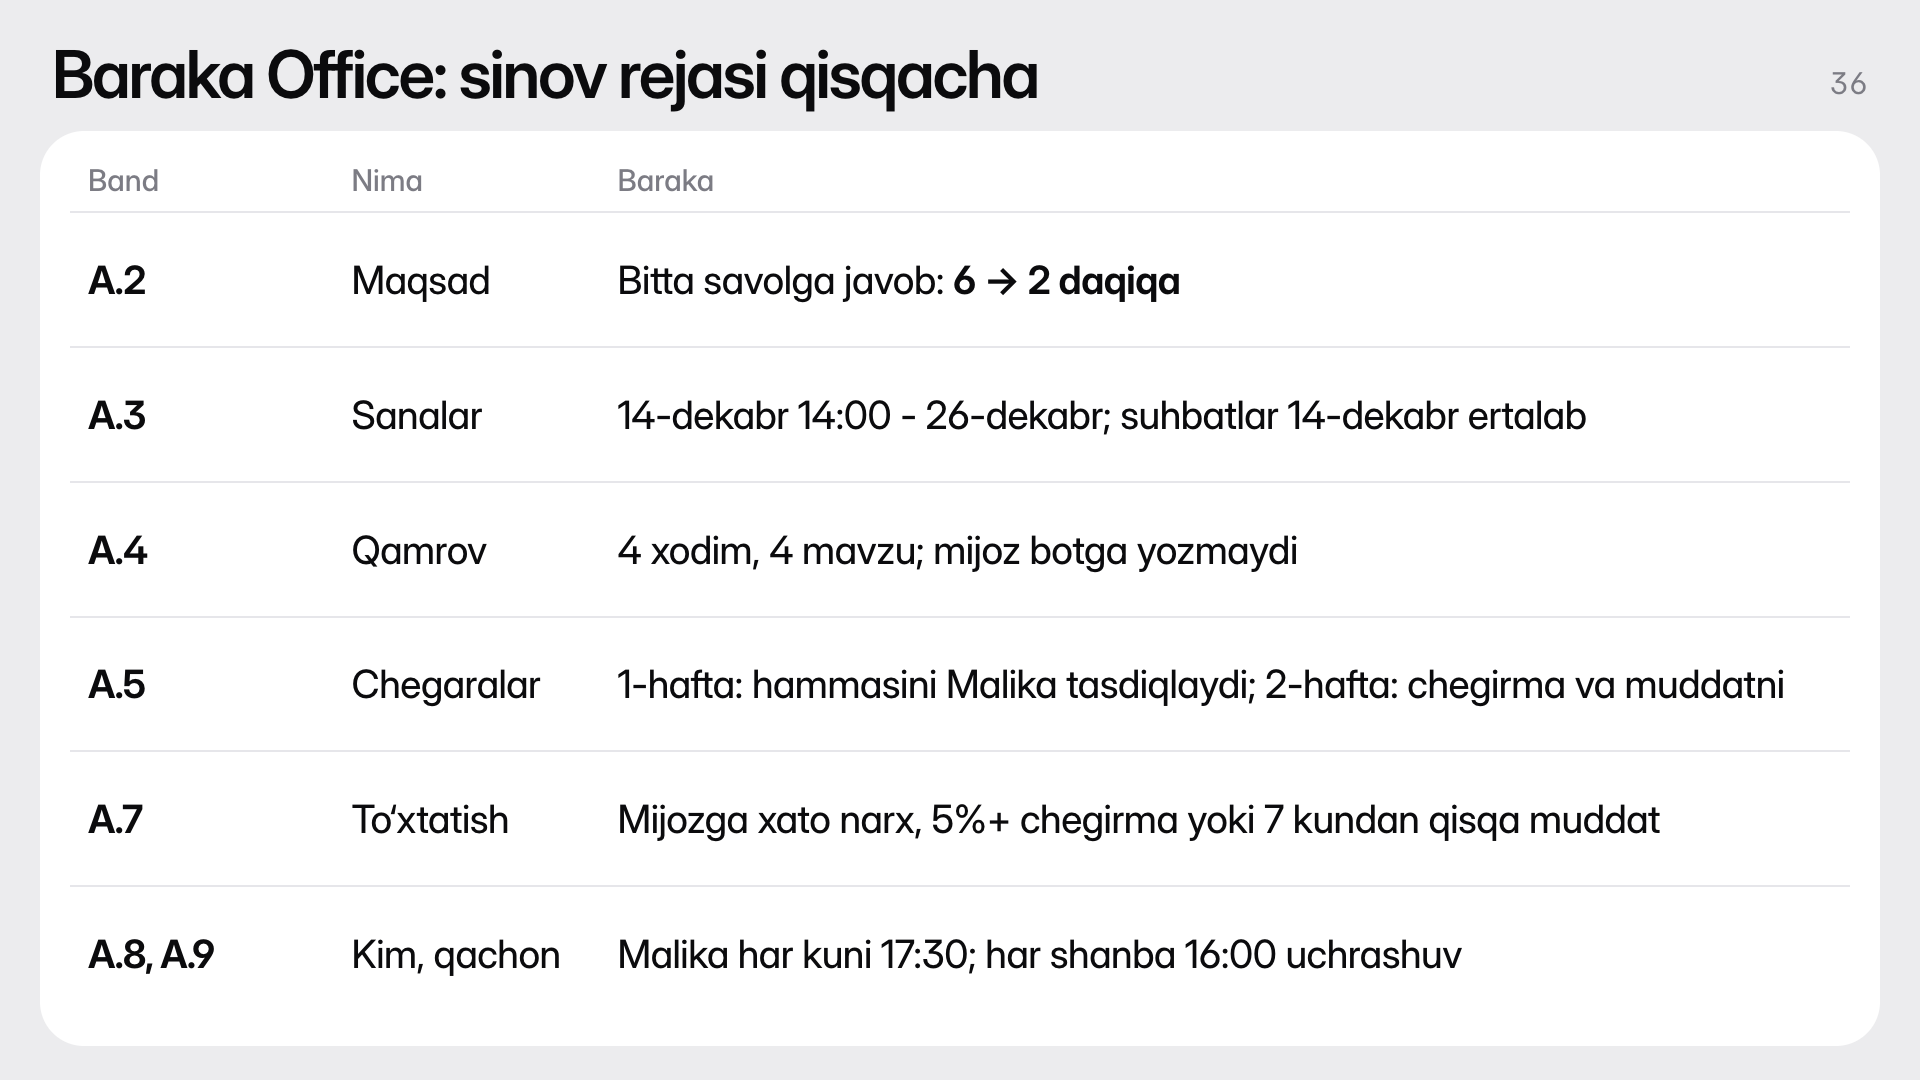 Baraka Office: sinov rejasi qisqacha
36
Band Nima Baraka
A.2 Maqsad Bitta savolga javob: 6 → 2 daqiqa
A.3 Sanalar 14-dekabr 14:00 - 26-dekabr; suhbatlar 14-dekabr ertalab
A.4 Qamrov 4 xodim, 4 mavzu; mijoz botga yozmaydi
A.5 Chegaralar 1-hafta: hammasini Malika tasdiqlaydi; 2-hafta: chegirma va muddatni
A.7 Toʻxtatish Mijozga xato narx, 5%+ chegirma yoki 7 kundan qisqa muddat
A.8, A.9 Kim, qachon Malika har kuni 17:30; har shanba 16:00 uchrashuv